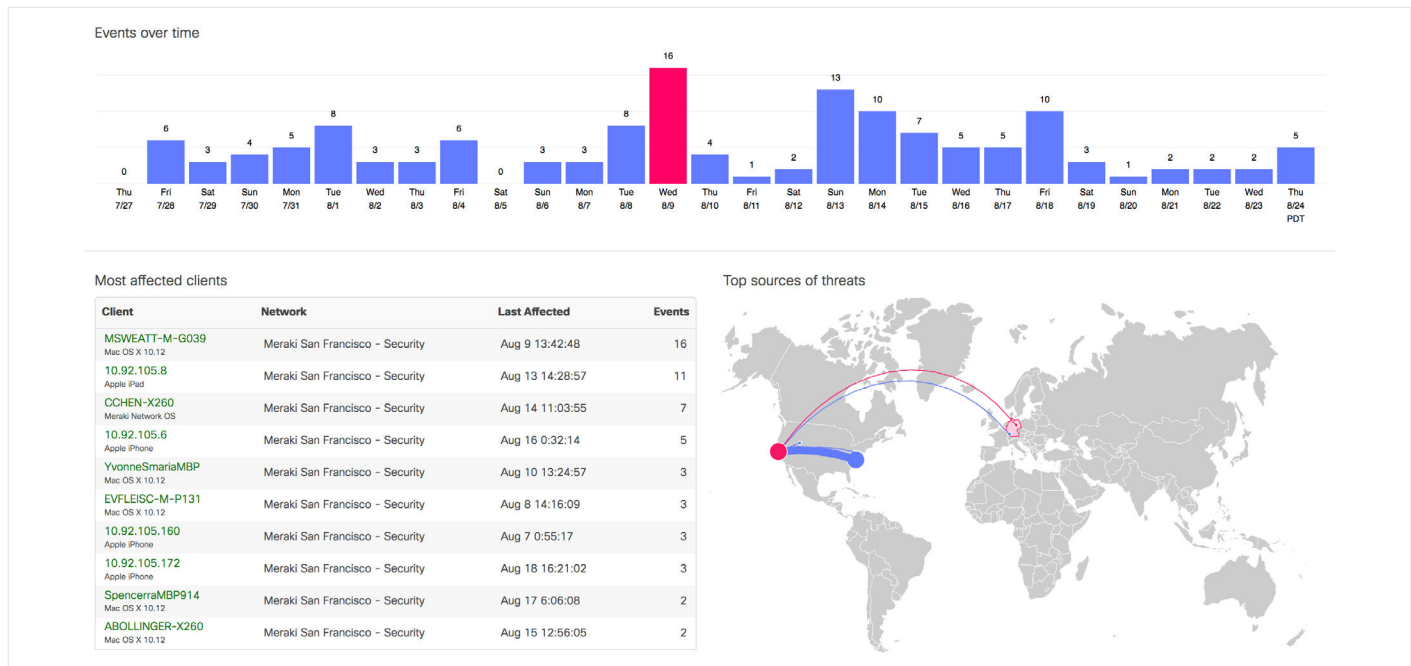 Events over time
16
13
10
10
8
8
7
6
6
5
5
5
5
4
4
3
3
3
3
3
3
2
2
2
2
1
1
0
0
Thu Fri Sat Sun Mon Tue Wed Thu Fri Sat Sun Mon Tue Wed Thu Fri Sat Sun Mon Tue Wed Thu Fri Sat Sun Mon Tue Wed Thu
7/27 7/28 7/29 7/30 7/31 8/1 8/2 8/3 8/4 8/5 8/6 8/7 8/8 8/9 8/10 8/11 8/12 8/13 8/14 8/15 8/16 8/17 8/18 8/19 8/20 8/21 8/22 8/23 8/24
PDT
Most affected clients
Client Network Last Affected Events
MSWEATT-M-G039
Mac OS X 10.12
Meraki San Francisco - Security Aug 9 13:42:48 16
10.92.105.8
Apple iPad
Meraki San Francisco - Security Aug 13 14:28:57 11
CCHEN-X260
Meraki Network OS
Meraki San Francisco - Security Aug 14 11:03:55 7
10.92.105.6
Apple iPhone
Meraki San Francisco - Security Aug 16 0:32:14 5
YvonneSmariaMBP
Mac OS X 10.12
Meraki San Francisco - Security Aug 10 13:24:57 3
EVFLEISC-M-P131
Mac OS X 10.12
Meraki San Francisco - Security Aug 8 14:16:09 3
10.92.105.160
Apple iPhone
Meraki San Francisco - Security Aug 7 0:55:17 3
10.92.105.172
Apple iPhone
Meraki San Francisco - Security Aug 18 16:21:02 3
SpencerraMBP914
Mac OS X 10.12
Meraki San Francisco - Security Aug 17 6:06:08 2
ABOLLINGER-X260
Mac OS X 10.12
Meraki San Francisco - Security Aug 15 12:56:05 2
Top sources of threats